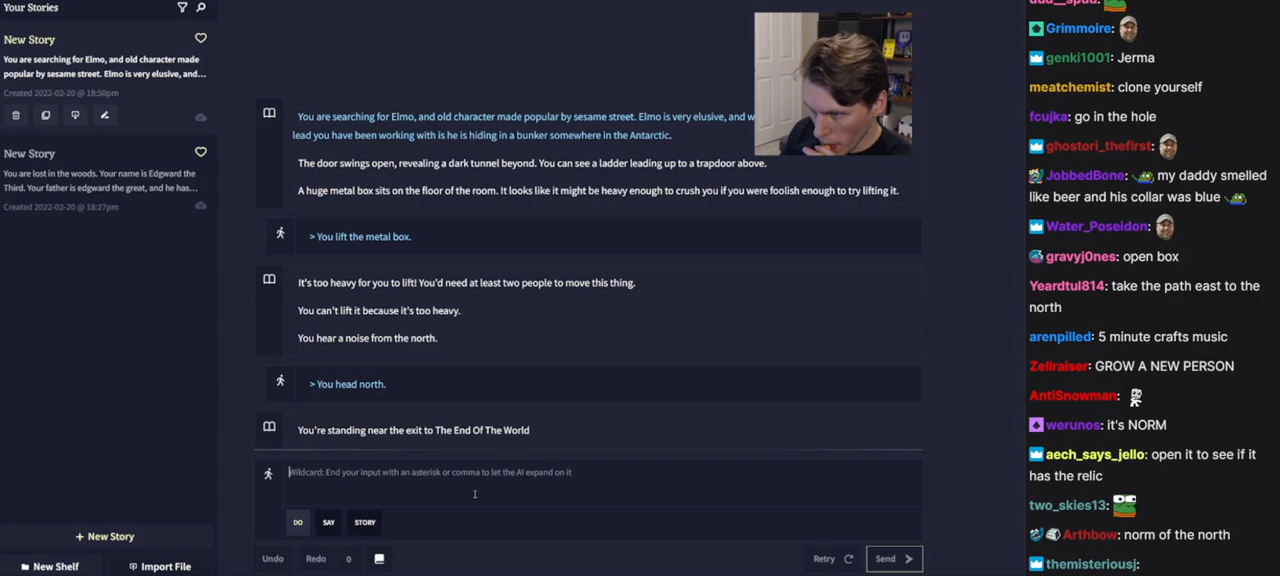 Your Stories
New Story
You are searching for Elmo, and old character made
popular by sesame street. Elmo is very elusive, and...
Created 2022-02-20 @ 18:50pm
New Story
You are lost in the woods. Your name is Edgward the
Third. Your father is edgward the great, and he has...
Created 2022-02-20 @ 18:27pm
+ New Story
New Shelf
Import File
You are searching for Elmo, and old character made popular by sesame street. Elmo is very elusive, and w
lead you have been working with is he is hiding in a bunker somewhere in the Antarctic.
The door swings open, revealing a dark tunnel beyond. You can see a ladder leading up to a trapdoor above.
A huge metal box sits on the floor of the room. It looks like it might be heavy enough to crush you if you were foolish enough to try lifting it.
> You lift the metal box.
It's too heavy for you to lift! You'd need at least two people to move this thing.
You can't lift it because it's too heavy.
You hear a noise from the north.
> You head north.
You're standing near the exit to The End Of The World
Wildcard: End your input with an asterisk or comma to let the AI expand on it
DO
SAY
STORY
Undo
Redo
0
Retry
Send
Grimmoire:
genki1001: Jerma
meatchemist: clone yourself
fcujka: go in the hole
ghostori_thefirst:
JobbedBone: my daddy smelled
like beer and his collar was blue
Water_Poseidon:
gravyj0nes: open box
Yeardtul814: take the path east to the
north
arenpilled: 5 minute crafts music
Zellraiser: GROW A NEW PERSON
AntiSnowman:
werunos: it's NORM
aech_says_jello: open it to see if it
has the relic
two_skies13:
Arthbow: norm of the north
themisteriousj: